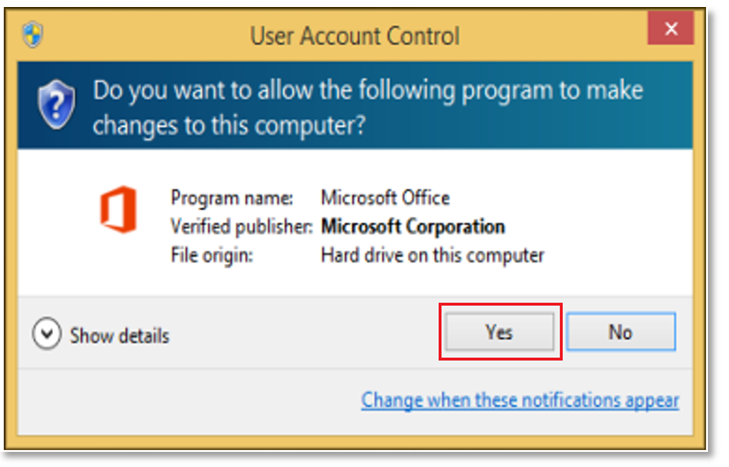 User Account Control
Do you want to allow the following program to make
changes to this computer?
Program name: Microsoft Office
Verified publisher: Microsoft Corporation
File origin: Hard drive on this computer
Show details
Yes
No
Change when these notifications appear